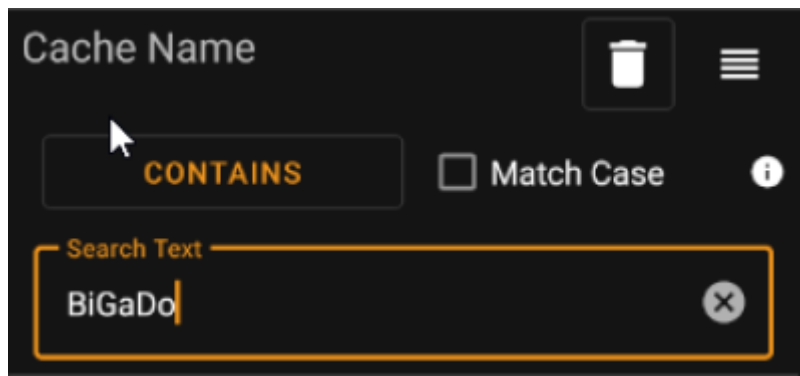 Cache Name
CONTAINS
Match Case
Search Text
BiGaDo